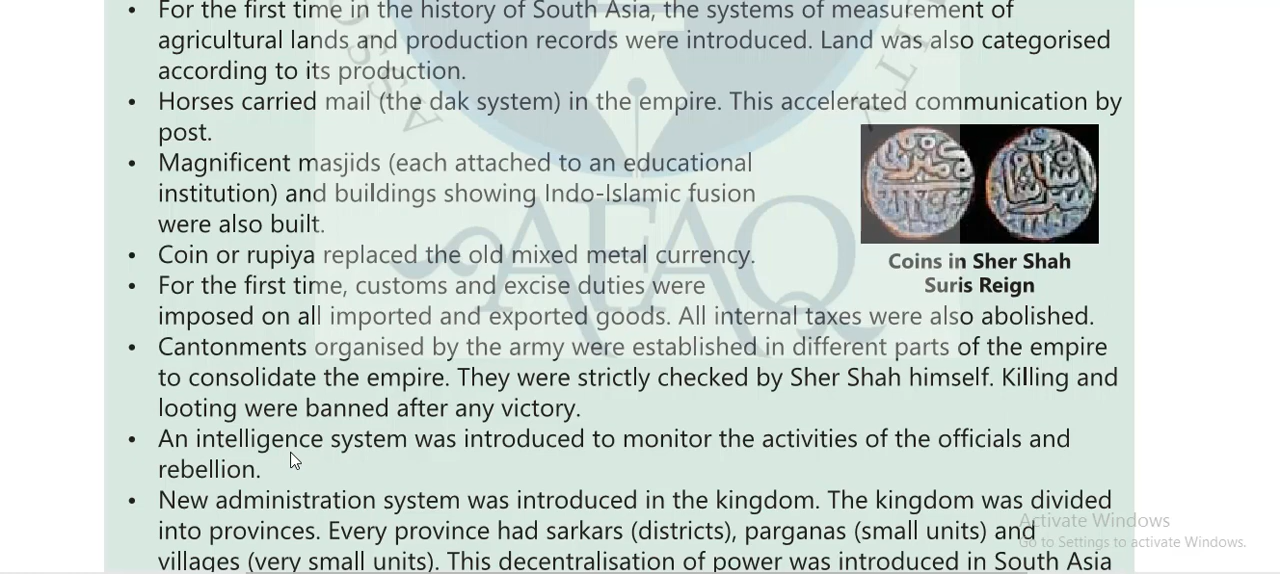 • For the first time in the history of South Asia, the systems of measurement of
agricultural lands and production records were introduced. Land was also categorised
according to its production.
• Horses carried mail (the dak system) in the empire. This accelerated communication by
post.
• Magnificent masjids (each attached to an educational
institution) and buildings showing Indo-Islamic fusion
were also built.
• Coin or rupiya replaced the old mixed metal currency.
Coins in Sher Shah
Suris Reign
• For the first time, customs and excise duties were
imposed on all imported and exported goods. All internal taxes were also abolished.
• Cantonments organised by the army were established in different parts of the empire
to consolidate the empire. They were strictly checked by Sher Shah himself. Killing and
looting were banned after any victory.
• An intelligence system was introduced to monitor the activities of the officials and
rebellion.
• New administration system was introduced in the kingdom. The kingdom was divided
into provinces. Every province had sarkars (districts), parganas (small units) and
villages (very small units). This decentralisation of power was introduced in South Asia
AFAQ
Activate Windows
Go to Settings to activate Windows.